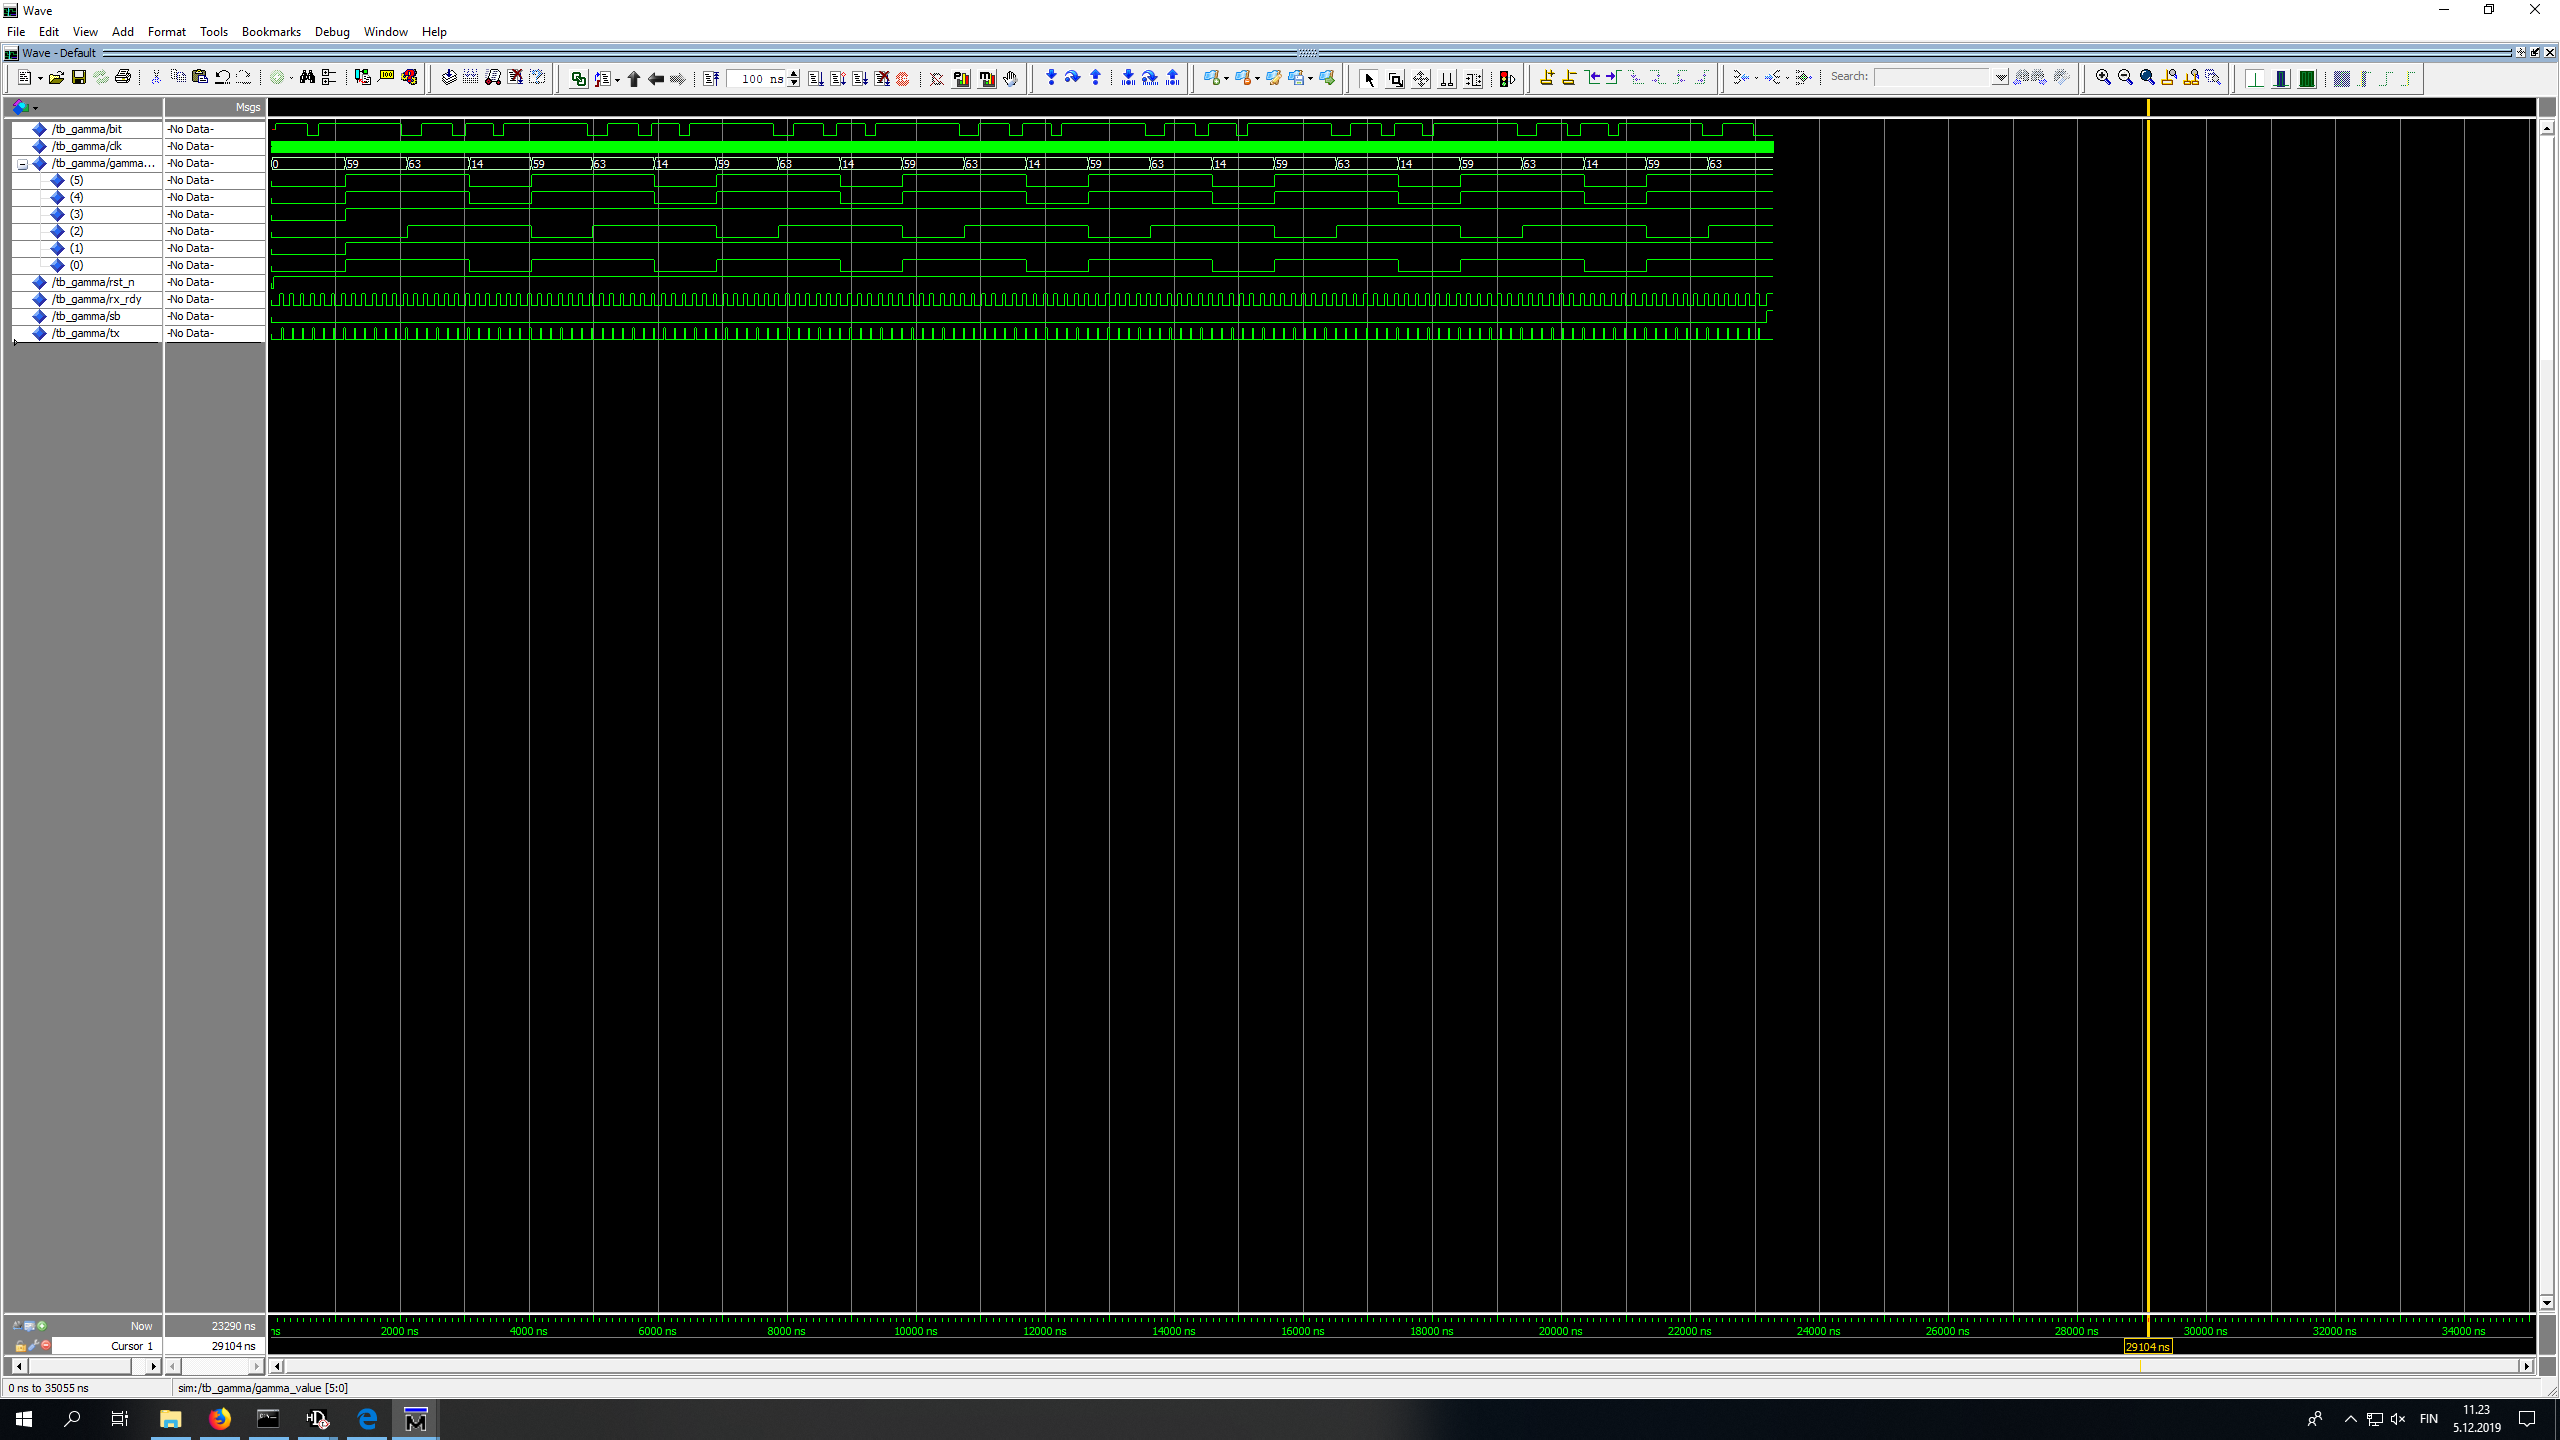 Wave
File Edit View Add Format Tools Bookmarks Debug Window Help
Wave - Default
100 ns
Search:
Msgs
/tb_gamma/bit -No Data-
/tb_gamma/clk -No Data-
/tb_gamma/gamma... -No Data- 0 59 63 14 59 63 14 59 63 14 59 63 14 59 63 14 59 63 14 59 63 14 59 63
(5) -No Data-
(4) -No Data-
(3) -No Data-
(2) -No Data-
(1) -No Data-
(0) -No Data-
/tb_gamma/rst_n -No Data-
/tb_gamma/rx_rdy -No Data-
/tb_gamma/sb -No Data-
/tb_gamma/tx -No Data-
Now 23290 ns
ns 2000 ns 4000 ns 6000 ns 8000 ns 10000 ns 12000 ns 14000 ns 16000 ns 18000 ns 20000 ns 22000 ns 24000 ns 26000 ns 28000 ns 30000 ns 32000 ns 34000 ns
Cursor 1 29104 ns 29104 ns
0 ns to 35055 ns sim:/tb_gamma/gamma_value [5:0]
FIN
11.23
5.12.2019